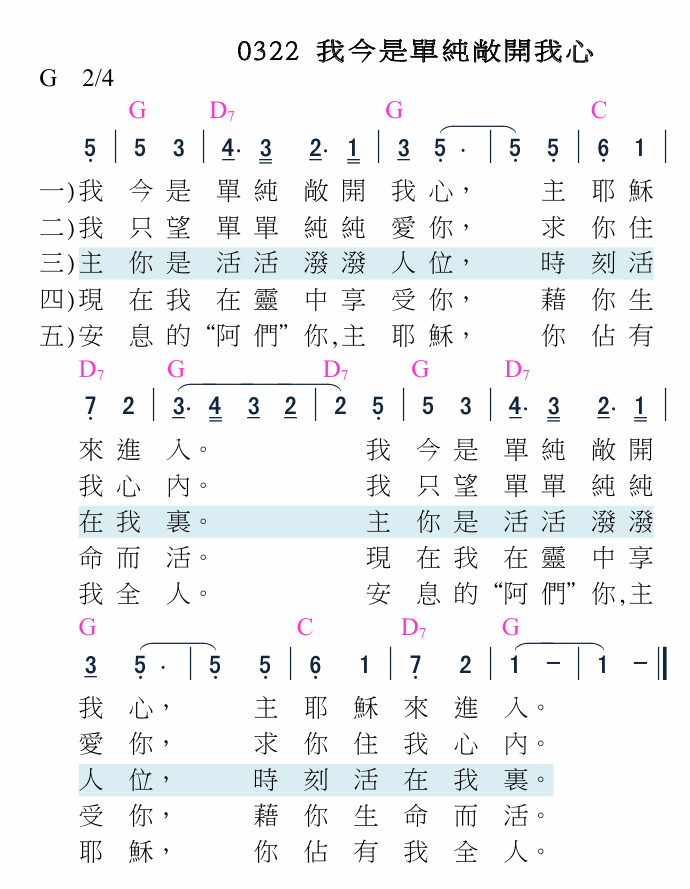 0322 我今是單純敞開我心
G 2/4
G D7 G C
5 | 5 3 | 4. 3 2. 1 | 3 5 . | 5 5 | 6 1 |
一)我 今 是 單 純 敞 開 我 心， 主 耶 穌
二)我 只 望 單 單 純 純 愛 你， 求 你 住
三)主 你 是 活 活 潑 潑 人 位， 時 刻 活
四)現 在 我 在 靈 中 享 受 你， 藉 你 生
五)安 息 的 “阿 們” 你,主 耶 穌， 你 佔 有
D7 G D7 G D7
7 2 | 3. 4 3 2 | 2 5 | 5 3 | 4. 3 2. 1 |
來 進 入。 我 今 是 單 純 敞 開
我 心 內。 我 只 望 單 單 純 純
在 我 裏。 主 你 是 活 活 潑 潑
命 而 活。 現 在 我 在 靈 中 享
我 全 人。 安 息 的 “阿 們” 你,主
G C D7 G
3 5 . | 5 5 | 6 1 | 7 2 | 1 － | 1 － ‖
我 心， 主 耶 穌 來 進 入。
愛 你， 求 你 住 我 心 內。
人 位， 時 刻 活 在 我 裏。
受 你， 藉 你 生 命 而 活。
耶 穌， 你 佔 有 我 全 人。